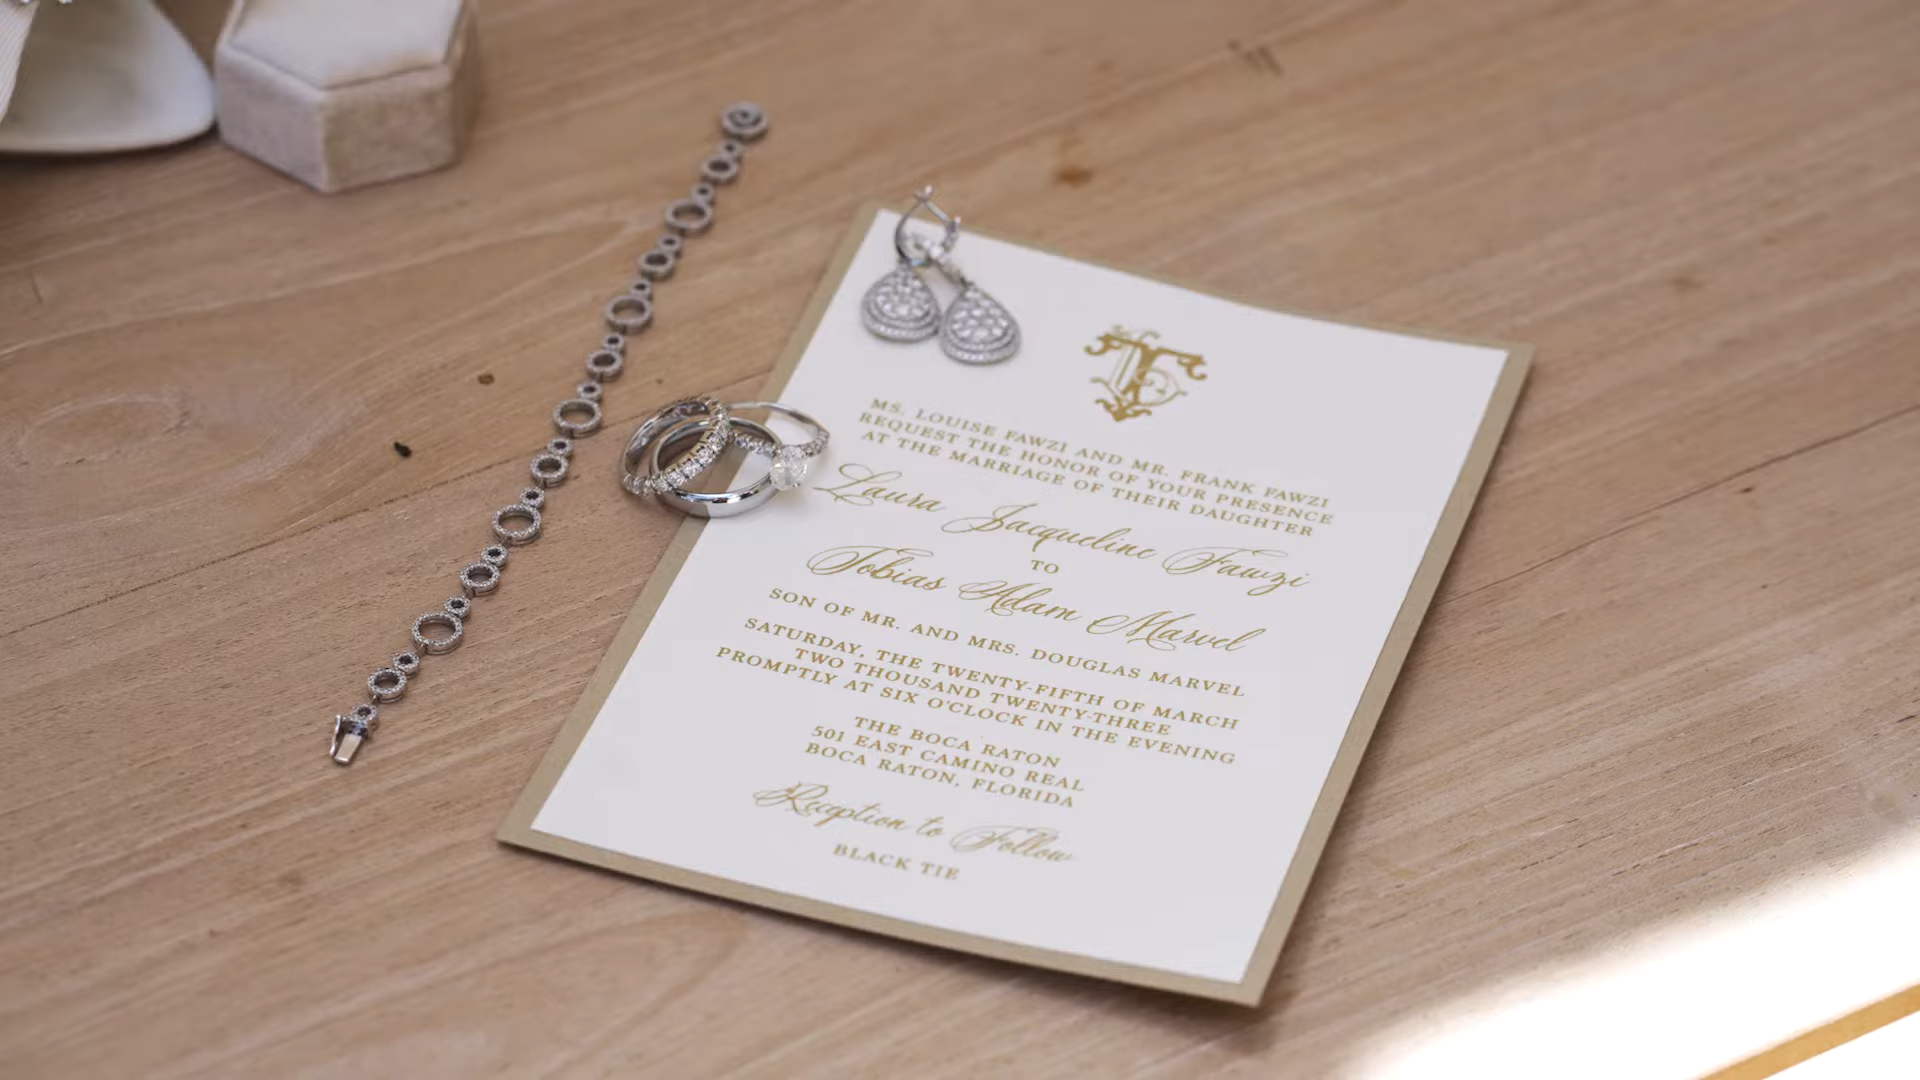 MS. LOUISE FAWZI AND MR. FRANK FAWZI
REQUEST THE HONOR OF YOUR PRESENCE
AT THE MARRIAGE OF THEIR DAUGHTER
Laura Jacqueline Fawzi
TO
Tobias Adam Marvel
SON OF MR. AND MRS. DOUGLAS MARVEL
SATURDAY, THE TWENTY-FIFTH OF MARCH
TWO THOUSAND TWENTY-THREE
PROMPTLY AT SIX O'CLOCK IN THE EVENING
THE BOCA RATON
501 EAST CAMINO REAL
BOCA RATON, FLORIDA
Reception to Follow
BLACK TIE